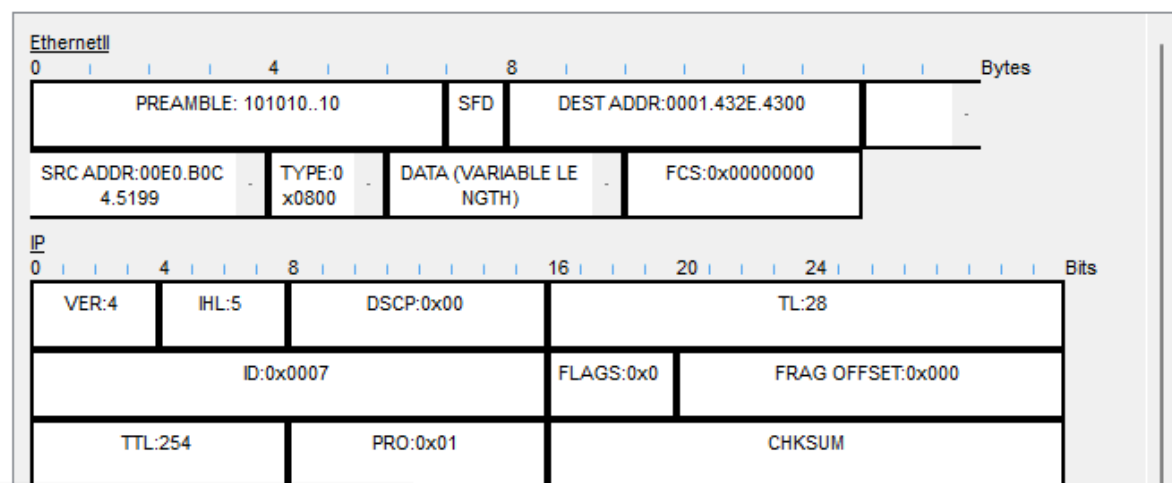 EthernetII
0 4 8 Bytes
PREAMBLE: 101010..10 SFD DEST ADDR:0001.432E.4300
SRC ADDR:00E0.B0C TYPE:0 DATA (VARIABLE LE FCS:0x00000000
4.5199 x0800 NGTH)
IP
0 4 8 16 20 24 Bits
VER:4 IHL:5 DSCP:0x00 TL:28
ID:0x0007 FLAGS:0x0 FRAG OFFSET:0x000
TTL:254 PRO:0x01 CHKSUM